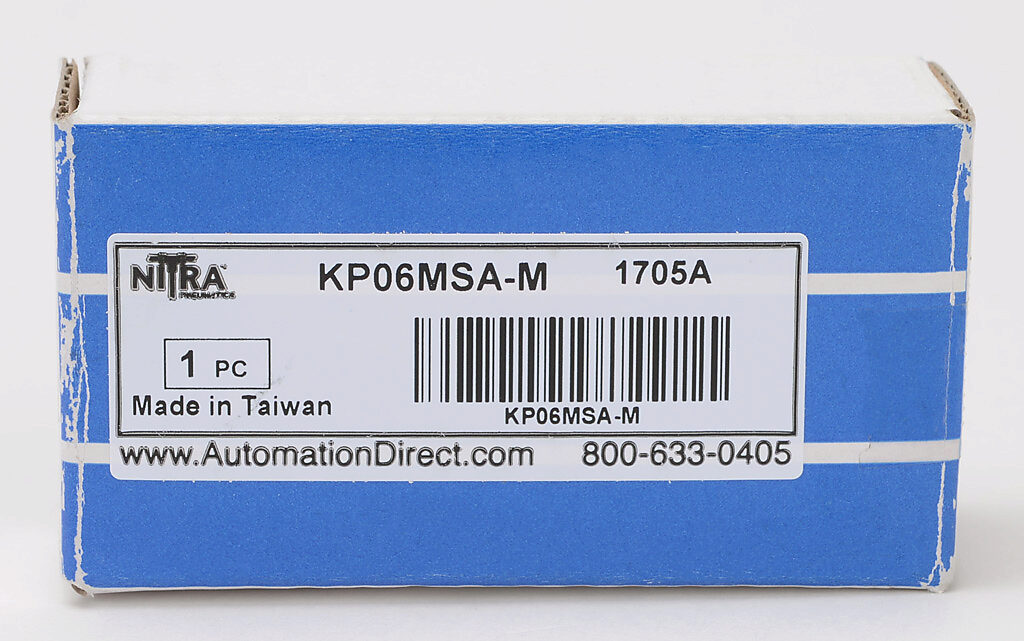 NITRA KP06MSA-M 1705A
PNEUMATICS
1 PC
Made in Taiwan
KP06MSA-M
www.AutomationDirect.com 800-633-0405